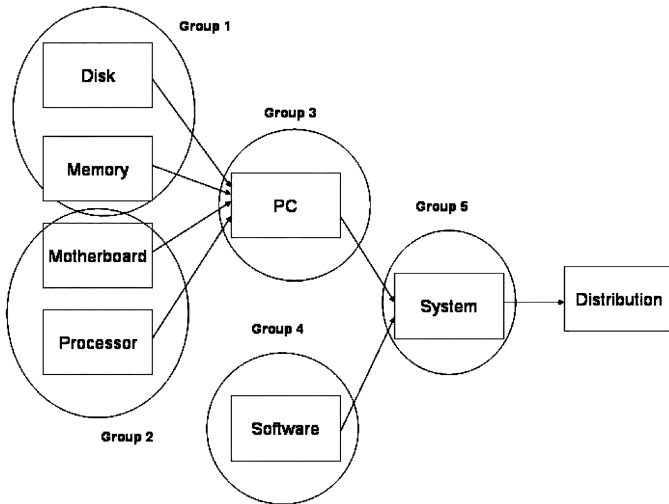 Group 1
Disk
Group 3
Memory
PC
Group 5
Motherboard
System
Distribution
Group 4
Processor
Software
Group 2